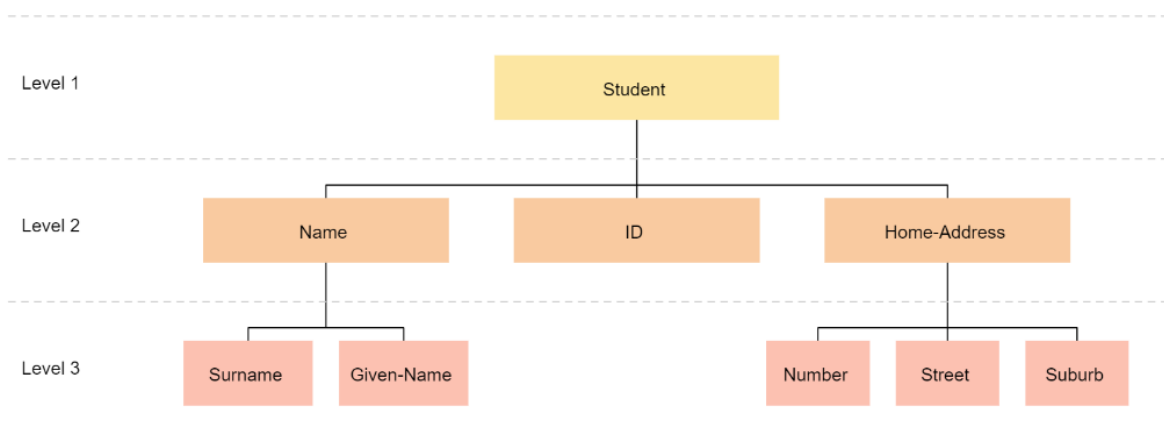 Level 1
Student
Level 2
Name
ID
Home-Address
Level 3
Surname
Given-Name
Number
Street
Suburb